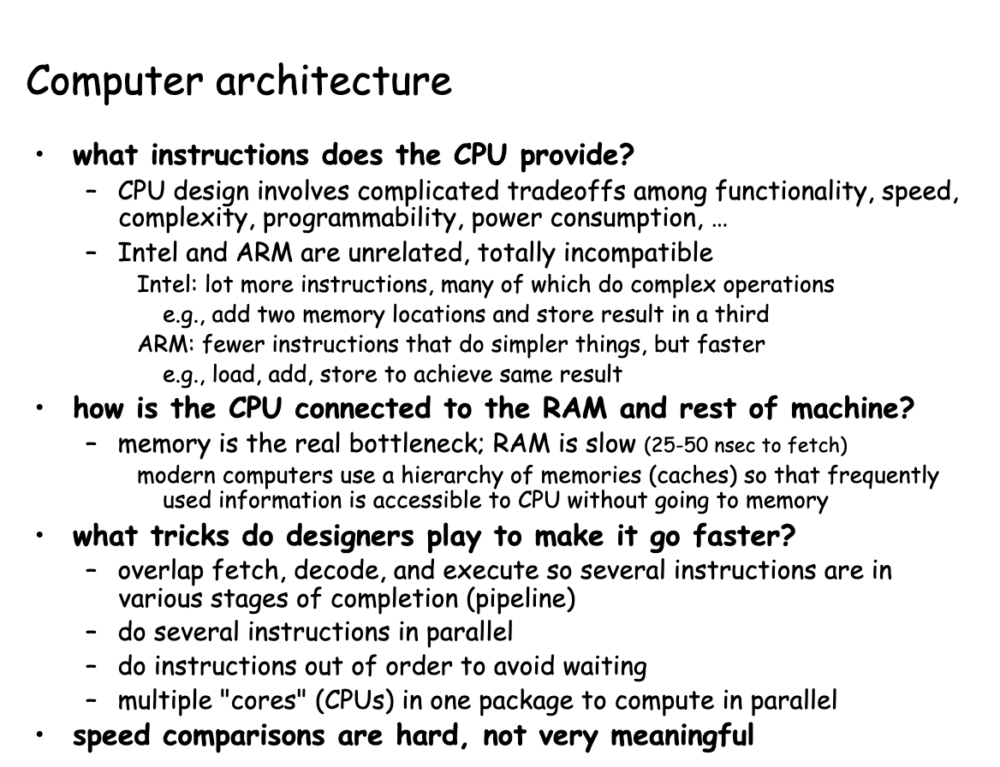 Computer architecture
• what instructions does the CPU provide?
– CPU design involves complicated tradeoffs among functionality, speed,
complexity, programmability, power consumption, …
– Intel and ARM are unrelated, totally incompatible
Intel: lot more instructions, many of which do complex operations
e.g., add two memory locations and store result in a third
ARM: fewer instructions that do simpler things, but faster
e.g., load, add, store to achieve same result
• how is the CPU connected to the RAM and rest of machine?
– memory is the real bottleneck; RAM is slow (25-50 nsec to fetch)
modern computers use a hierarchy of memories (caches) so that frequently
used information is accessible to CPU without going to memory
• what tricks do designers play to make it go faster?
– overlap fetch, decode, and execute so several instructions are in
various stages of completion (pipeline)
– do several instructions in parallel
– do instructions out of order to avoid waiting
– multiple "cores" (CPUs) in one package to compute in parallel
• speed comparisons are hard, not very meaningful